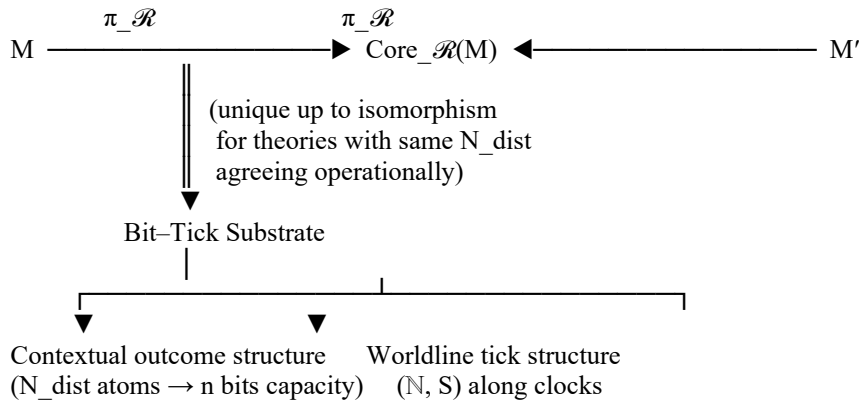 π_ℛ π_ℛ
M ► Core_ℛ(M) ◄ M′
(unique up to isomorphism
for theories with same N_dist
agreeing operationally)
▼
Bit–Tick Substrate
▼ ▼
Contextual outcome structure Worldline tick structure
(N_dist atoms → n bits capacity) (ℕ, S) along clocks